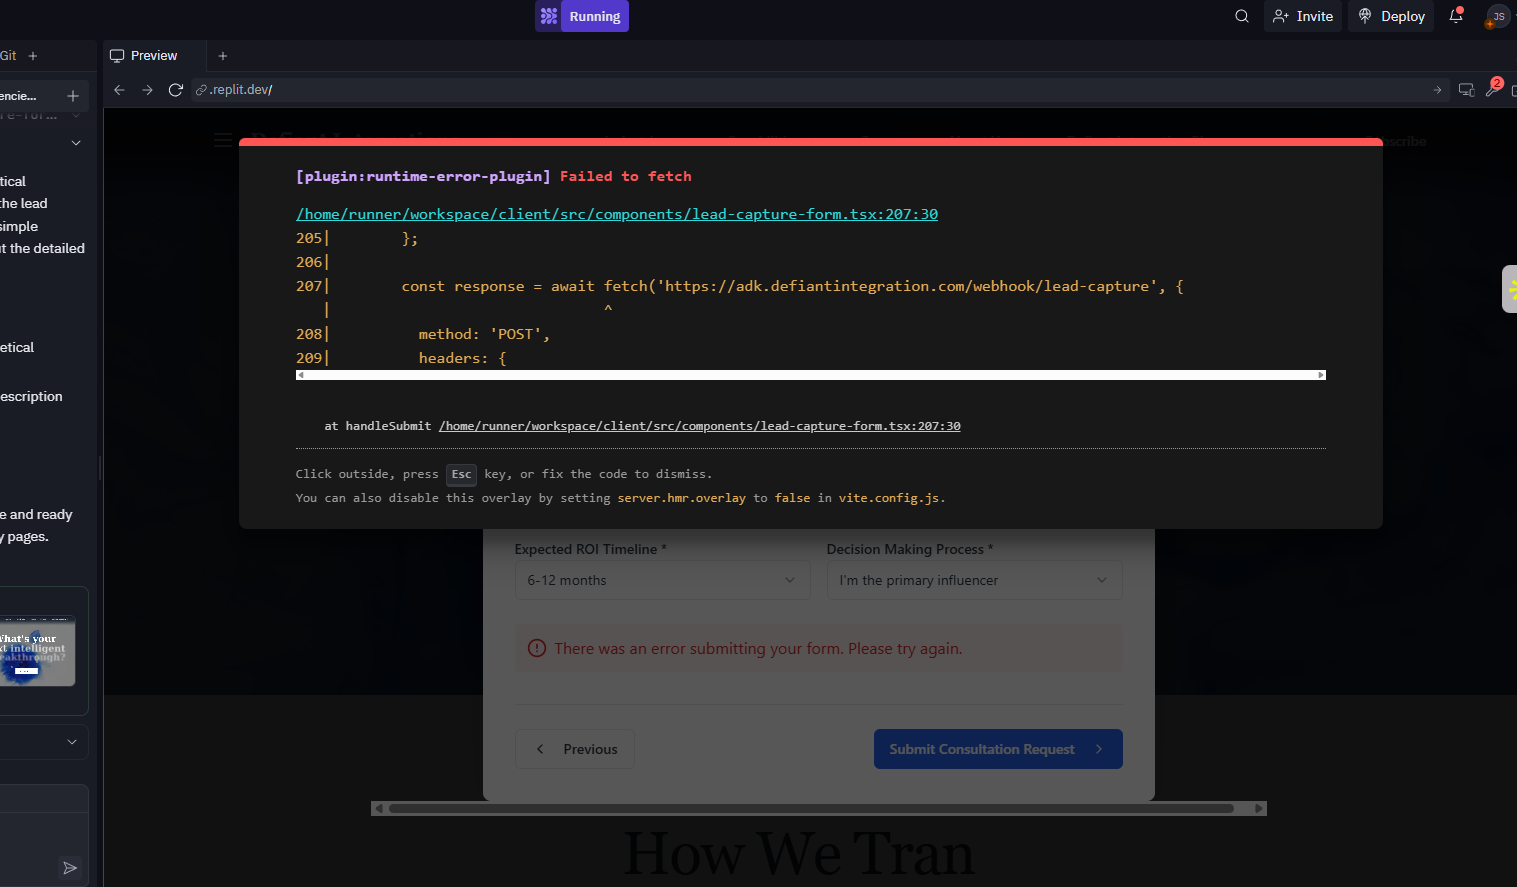 Running
Invite
Deploy
JS
Git
Preview
encie...
.replit.dev/
2
tical
the lead
simple
ut the detailed
etical
escription
e and ready
y pages.
What's your
xt intelligent
eakthrough?
[plugin:runtime-error-plugin] Failed to fetch
/home/runner/workspace/client/src/components/lead-capture-form.tsx:207:30
205| };
206|
207| const response = await fetch('https://adk.defiantintegration.com/webhook/lead-capture', {
| ^
208| method: 'POST',
209| headers: {
at handleSubmit /home/runner/workspace/client/src/components/lead-capture-form.tsx:207:30
Click outside, press Esc key, or fix the code to dismiss.
You can also disable this overlay by setting server.hmr.overlay to false in vite.config.js.
Expected ROI Timeline * Decision Making Process *
6-12 months I'm the primary influencer
There was an error submitting your form. Please try again.
Previous Submit Consultation Request
How We Tran